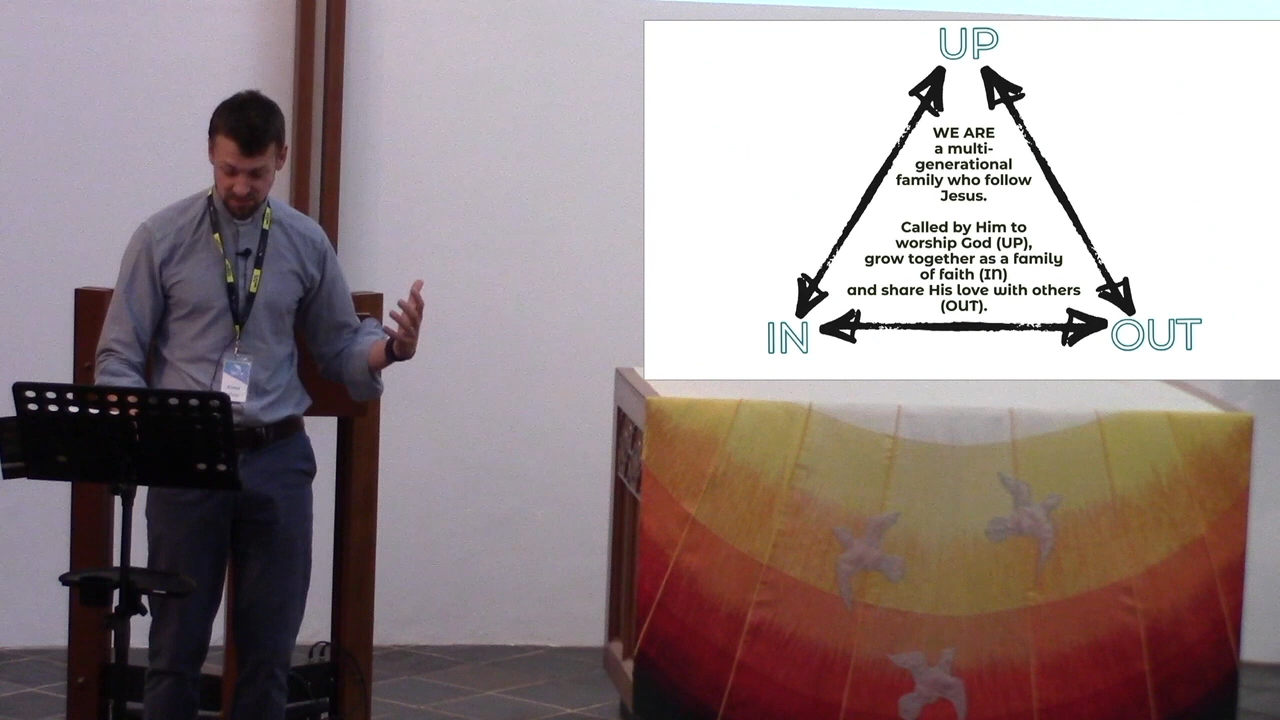 UP
WE ARE
a multi-
generational
family who follow
Jesus.
Called by Him to
worship God (UP),
grow together as a family
of faith (IN)
and share His love with others
(OUT).
IN
OUT